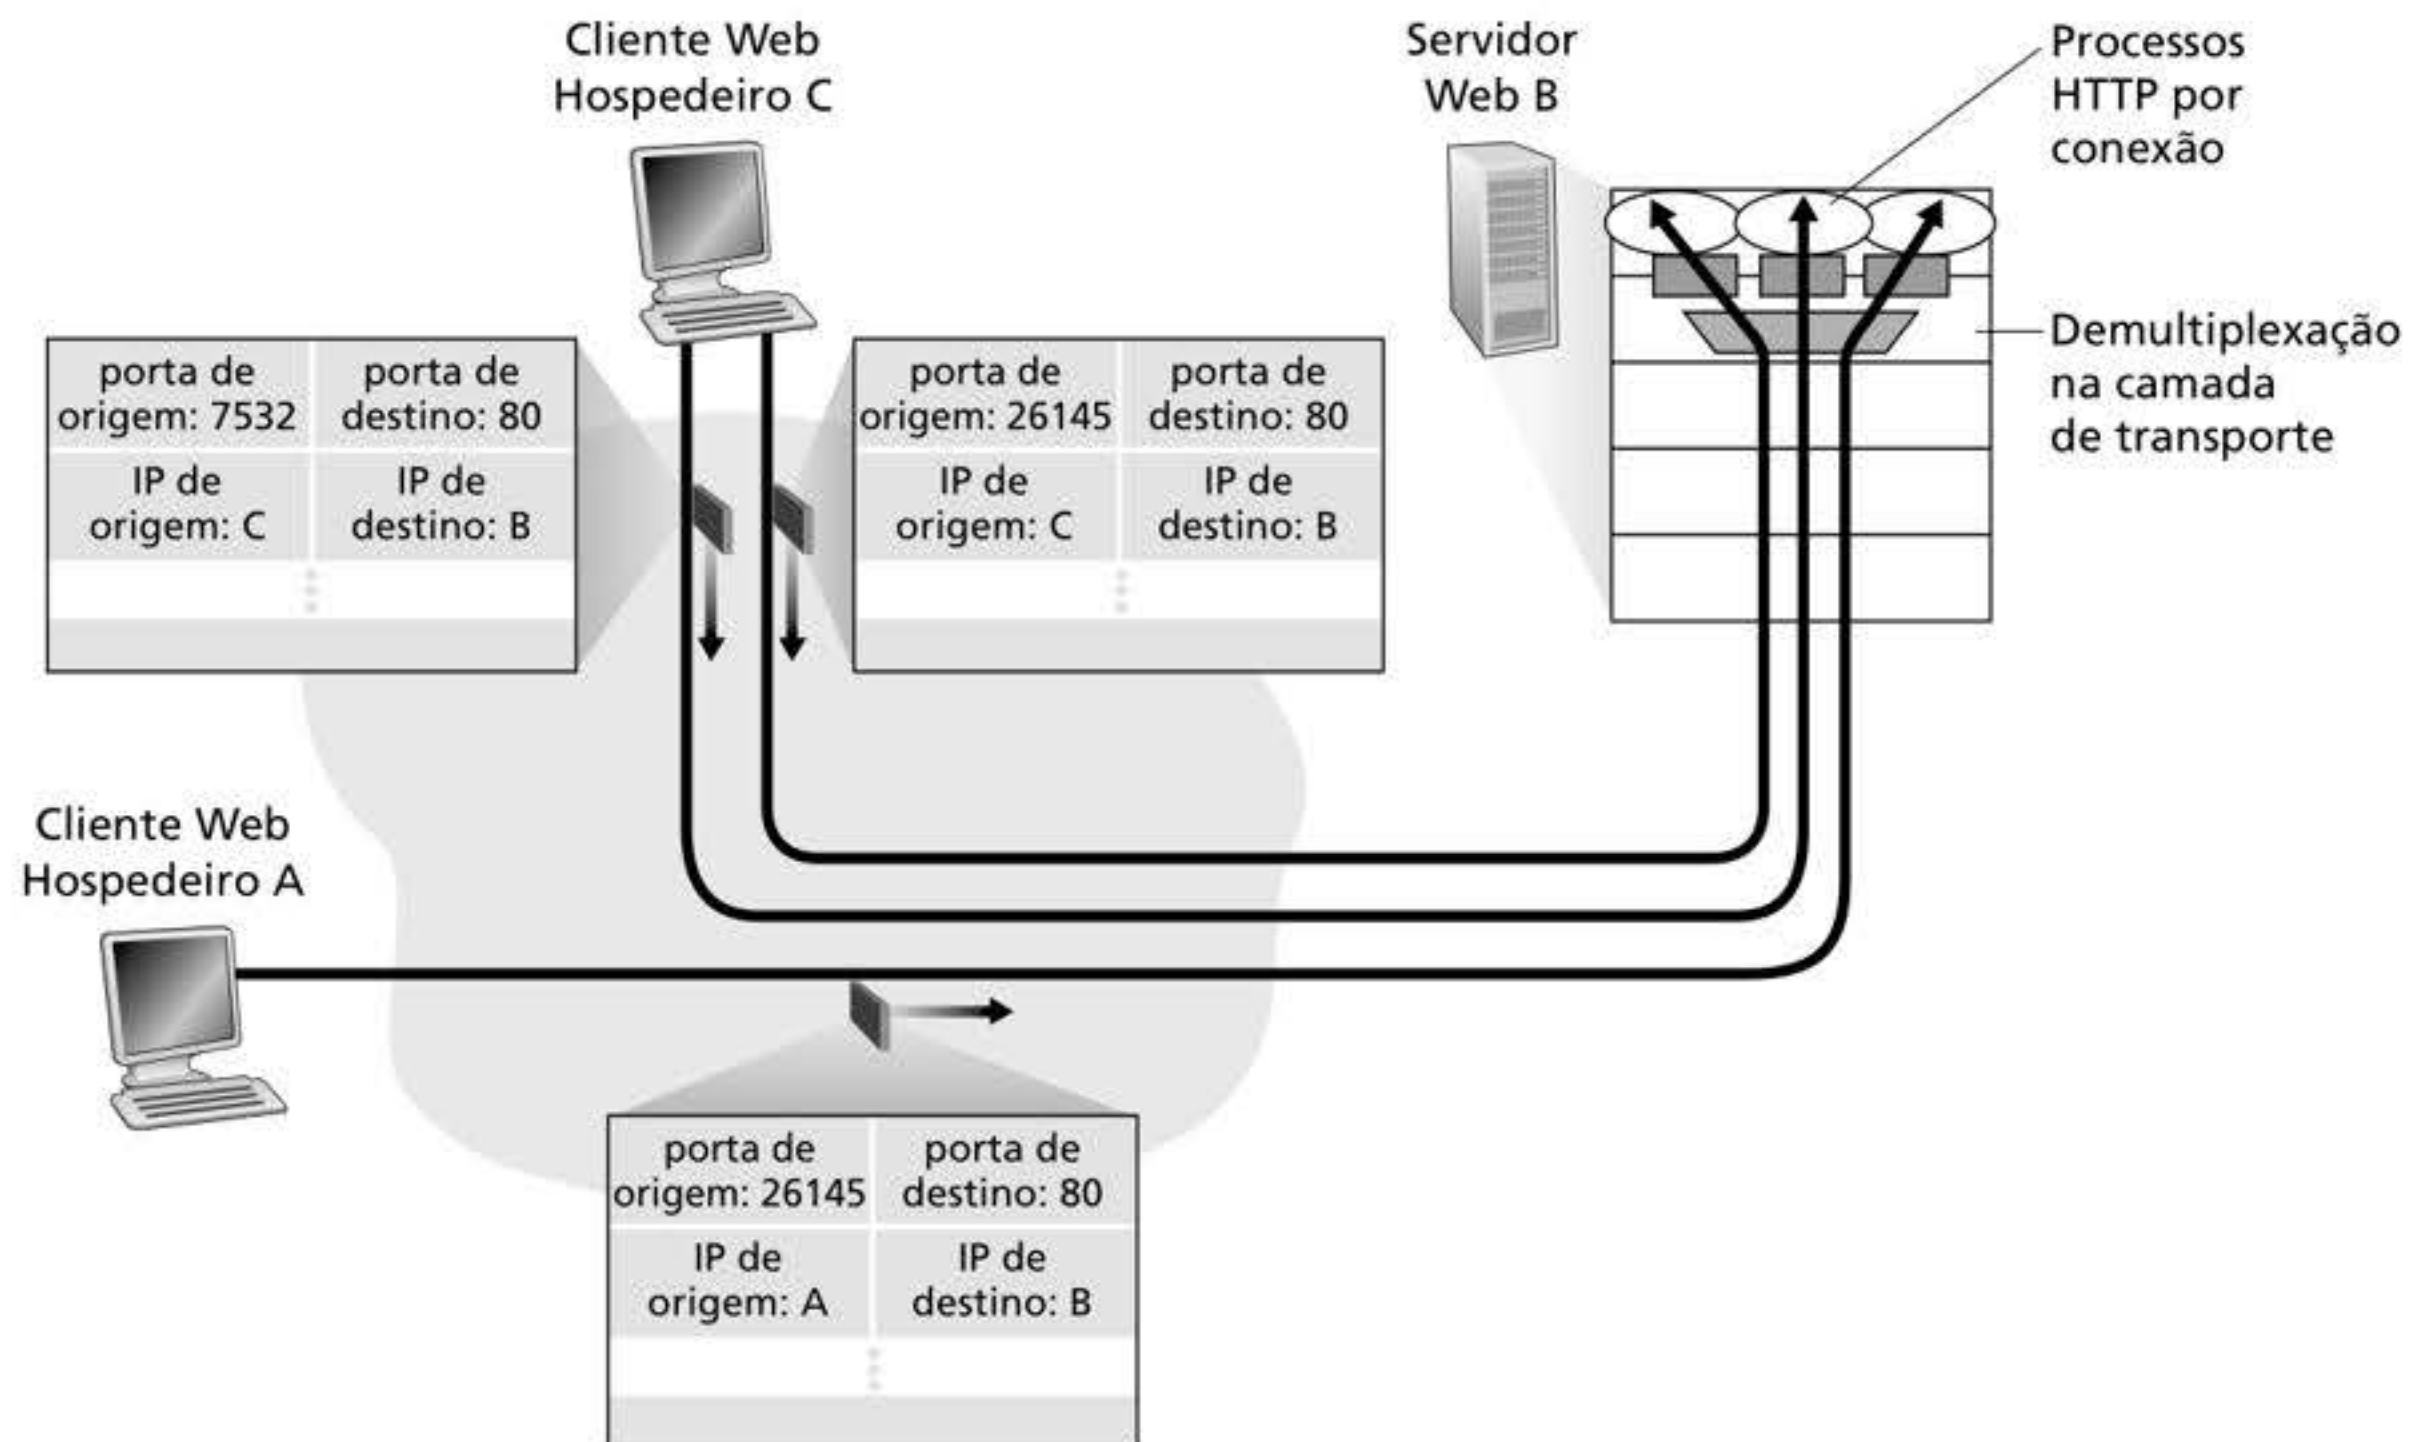 Cliente Web
Hospedeiro C
Servidor
Web B
Processos
HTTP por
conexão
Demultiplexação
na camada
de transporte
porta de
origem: 7532
porta de
destino: 80
IP de
origem: C
IP de
destino: B
porta de
origem: 26145
porta de
destino: 80
IP de
origem: C
IP de
destino: B
Cliente Web
Hospedeiro A
porta de
origem: 26145
porta de
destino: 80
IP de
origem: A
IP de
destino: B